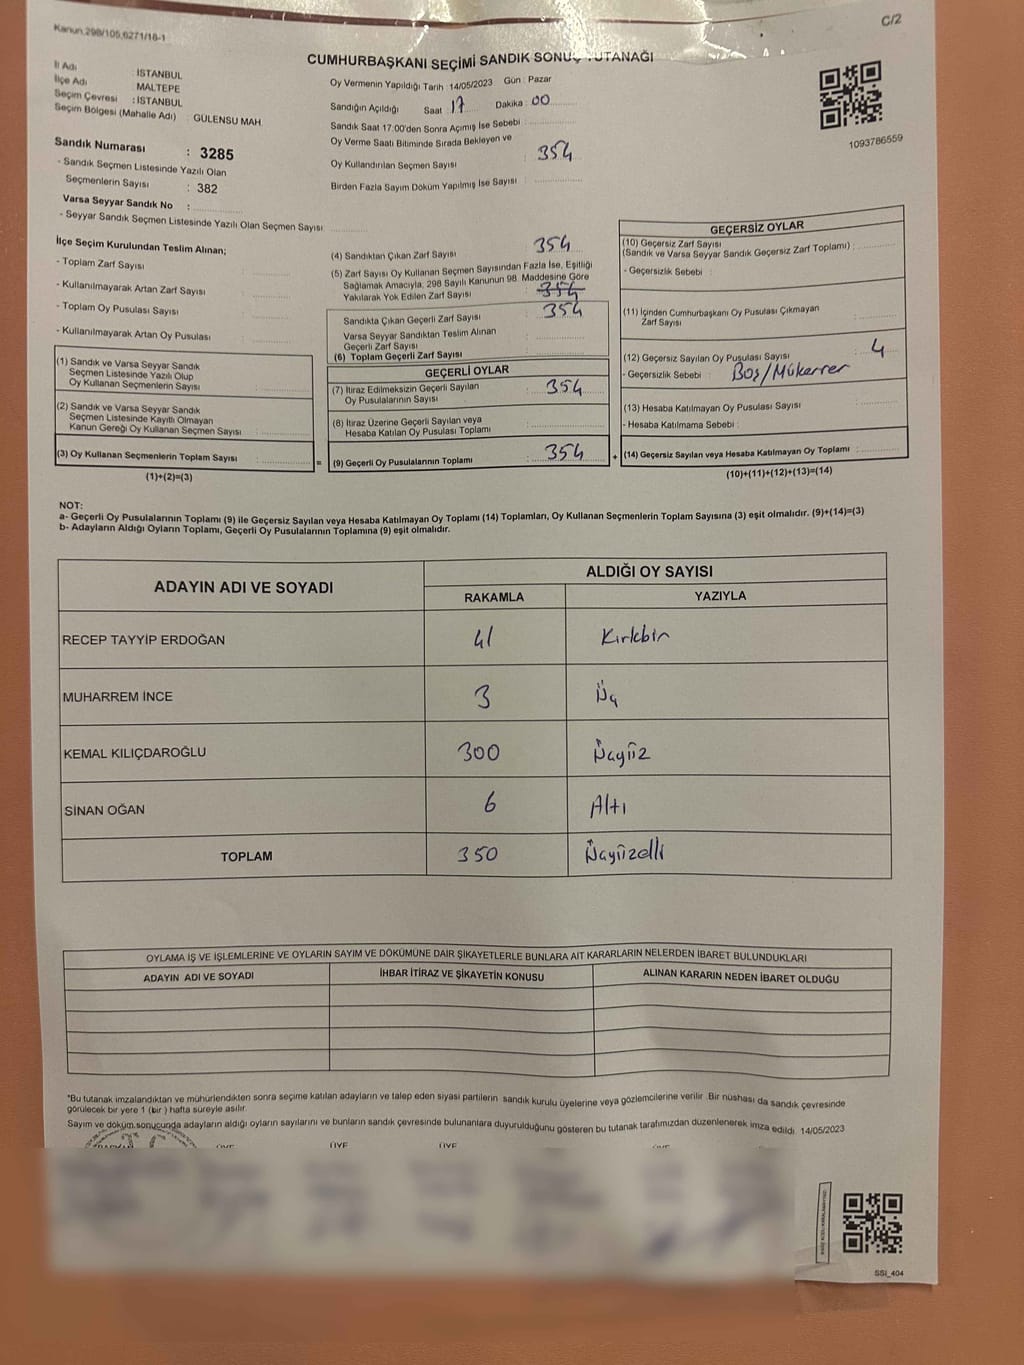 Kanun.298/105,6271/18-1
C/2
CUMHURBAŞKANI SEÇİMİ SANDIK SONUÇ TUTANAĞI
İl Adı : İSTANBUL
İlçe Adı : MALTEPE
Seçim Çevresi : İSTANBUL
Seçim Bölgesi (Mahalle Adı) : GÜLENSU MAH.
Oy Vermenin Yapıldığı Tarih : 14/05/2023 Gün : Pazar
Sandığın Açıldığı Saat 17 Dakika : 00
Sandık Saat 17:00'den Sonra Açımış İse Sebebi :
Oy Verme Saati Bitiminde Sırada Bekleyen ve
Oy Kullandırılan Seçmen Sayısı : 354
Birden Fazla Sayım Döküm Yapılmış İse Sayısı :
1093786559
Sandık Numarası : 3285
- Sandık Seçmen Listesinde Yazılı Olan
Seçmenlerin Sayısı : 382
Varsa Seyyar Sandık No :
- Seyyar Sandık Seçmen Listesinde Yazılı Olan Seçmen Sayısı :
İlçe Seçim Kurulundan Teslim Alınan;
- Toplam Zarf Sayısı :
- Kullanılmayarak Artan Zarf Sayısı :
- Toplam Oy Pusulası Sayısı :
- Kullanılmayarak Artan Oy Pusulası :
(1) Sandık ve Varsa Seyyar Sandık
Seçmen Listesinde Yazılı Olup
Oy Kullanan Seçmenlerin Sayısı :
(2) Sandık ve Varsa Seyyar Sandık
Seçmen Listesinde Kayıtlı Olmayan
Kanun Gereği Oy Kullanan Seçmen Sayısı :
(3) Oy Kullanan Seçmenlerin Toplam Sayısı :
(1)+(2)=(3)
(4) Sandıktan Çıkan Zarf Sayısı : 354
(5) Zarf Sayısı Oy Kullanan Seçmen Sayısından Fazla İse, Eşitliği
Sağlamak Amacıyla, 298 Sayılı Kanunun 98. Maddesine Göre
Yakılarak Yok Edilen Zarf Sayısı : 354
Sandıkta Çıkan Geçerli Zarf Sayısı : 354
Varsa Seyyar Sandıktan Teslim Alınan
Geçerli Zarf Sayısı :
(6) Toplam Geçerli Zarf Sayısı :
GEÇERLİ OYLAR
(7) İtiraz Edilmeksizin Geçerli Sayılan
Oy Pusulalarının Sayısı : 354
(8) İtiraz Üzerine Geçerli Sayılan veya
Hesaba Katılan Oy Pusulası Toplamı :
= (9) Geçerli Oy Pusulalarının Toplamı : 354 +
GEÇERSİZ OYLAR
(10) Geçersiz Zarf Sayısı
(Sandık ve Varsa Seyyar Sandık Geçersiz Zarf Toplamı) :
- Geçersizlik Sebebi :
(11) İçinden Cumhurbaşkanı Oy Pusulası Çıkmayan
Zarf Sayısı :
(12) Geçersiz Sayılan Oy Pusulası Sayısı : 4
- Geçersizlik Sebebi : Boş/Mükerrer
(13) Hesaba Katılmayan Oy Pusulası Sayısı :
- Hesaba Katılmama Sebebi :
(14) Geçersiz Sayılan veya Hesaba Katılmayan Oy Toplamı :
(10)+(11)+(12)+(13)=(14)
NOT:
a- Geçerli Oy Pusulalarının Toplamı (9) ile Geçersiz Sayılan veya Hesaba Katılmayan Oy Toplamı (14) Toplamları, Oy Kullanan Seçmenlerin Toplam Sayısına (3) eşit olmalıdır. (9)+(14)=(3)
b- Adayların Aldığı Oyların Toplamı, Geçerli Oy Pusulalarının Toplamına (9) eşit olmalıdır.
ADAYIN ADI VE SOYADI
ALDIĞI OY SAYISI
RAKAMLA YAZIYLA
RECEP TAYYİP ERDOĞAN 41 Kırkbir
MUHARREM İNCE 3 Üç
KEMAL KILIÇDAROĞLU 300 Üçyüz
SİNAN OĞAN 6 Altı
TOPLAM 350 Üçyüzelli
OYLAMA İŞ VE İŞLEMLERİNE VE OYLARIN SAYIM VE DÖKÜMÜNE DAİR ŞİKAYETLERLE BUNLARA AİT KARARLARIN NELERDEN İBARET BULUNDUKLARI
ADAYIN ADI VE SOYADI İHBAR İTİRAZ VE ŞİKAYETİN KONUSU ALINAN KARARIN NEDEN İBARET OLDUĞU
*Bu tutanak imzalandıktan ve mühürlendikten sonra seçime katılan adayların ve talep eden siyasi partilerin sandık kurulu üyelerine veya gözlemcilerine verilir. Bir nüshası da sandık çevresinde
görülecek bir yere 1 (bir ) hafta süreyle asılır.
Sayım ve döküm sonucunda adayların aldığı oyların sayılarını ve bunların sandık çevresinde bulunanlara duyurulduğunu gösteren bu tutanak tarafımızdan düzenlenerek imza edildi. 14/05/2023
ÜYE ÜYE ÜYE
SSİ_404